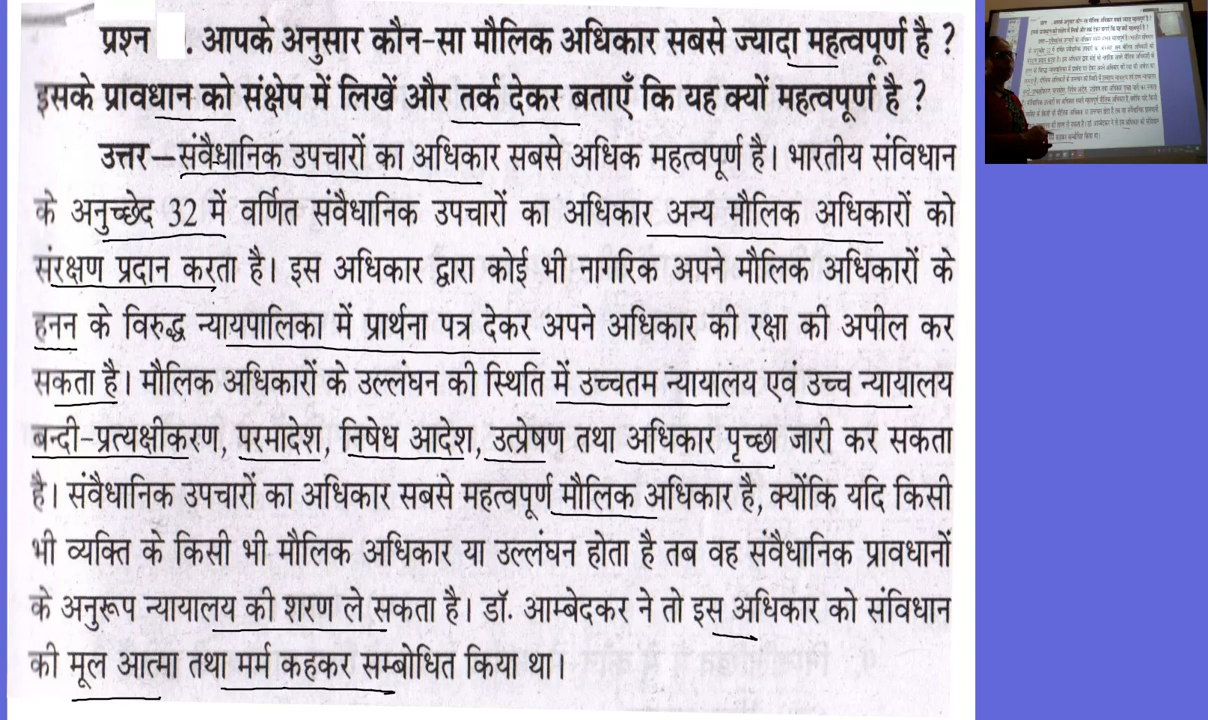 प्रश्न . आपके अनुसार कौन-सा मौलिक अधिकार सबसे ज्यादा महत्वपूर्ण है ?
इसके प्रावधान को संक्षेप में लिखें और तर्क देकर बताएँ कि यह क्यों महत्वपूर्ण है ?
उत्तर—संवैधानिक उपचारों का अधिकार सबसे अधिक महत्वपूर्ण है। भारतीय संविधान
के अनुच्छेद 32 में वर्णित संवैधानिक उपचारों का अधिकार अन्य मौलिक अधिकारों को
संरक्षण प्रदान करता है। इस अधिकार द्वारा कोई भी नागरिक अपने मौलिक अधिकारों के
हनन के विरुद्ध न्यायपालिका में प्रार्थना पत्र देकर अपने अधिकार की रक्षा की अपील कर
सकता है। मौलिक अधिकारों के उल्लंघन की स्थिति में उच्चतम न्यायालय एवं उच्च न्यायालय
बन्दी-प्रत्यक्षीकरण, परमादेश, निषेध आदेश, उत्प्रेषण तथा अधिकार पृच्छा जारी कर सकता
है। संवैधानिक उपचारों का अधिकार सबसे महत्वपूर्ण मौलिक अधिकार है, क्योंकि यदि किसी
भी व्यक्ति के किसी भी मौलिक अधिकार या उल्लंघन होता है तब वह संवैधानिक प्रावधानों
के अनुरूप न्यायालय की शरण ले सकता है। डॉ. आम्बेदकर ने तो इस अधिकार को संविधान
की मूल आत्मा तथा मर्म कहकर सम्बोधित किया था।